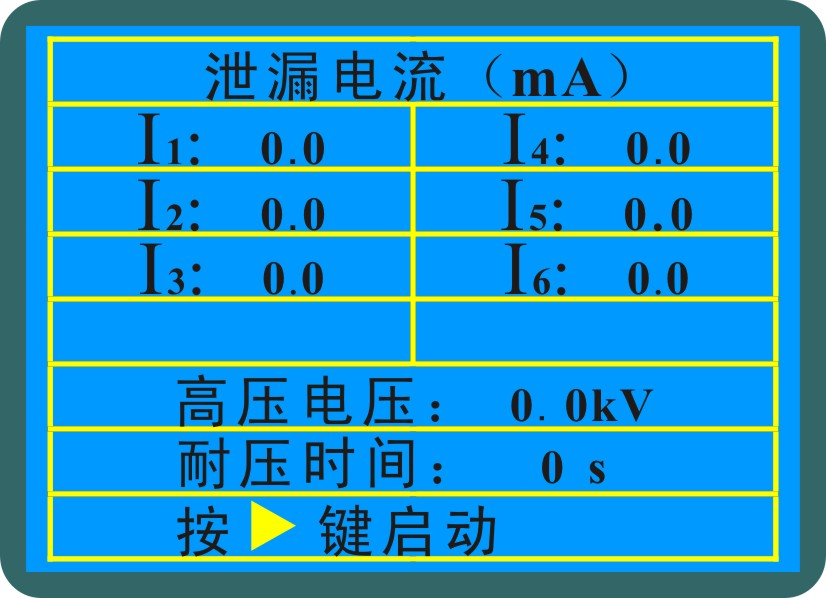 泄漏电流（mA）
I1: 0.0 I4: 0.0
I2: 0.0 I5: 0.0
I3: 0.0 I6: 0.0
高压电压： 0.0kV
耐压时间： 0 s
按▶键启动